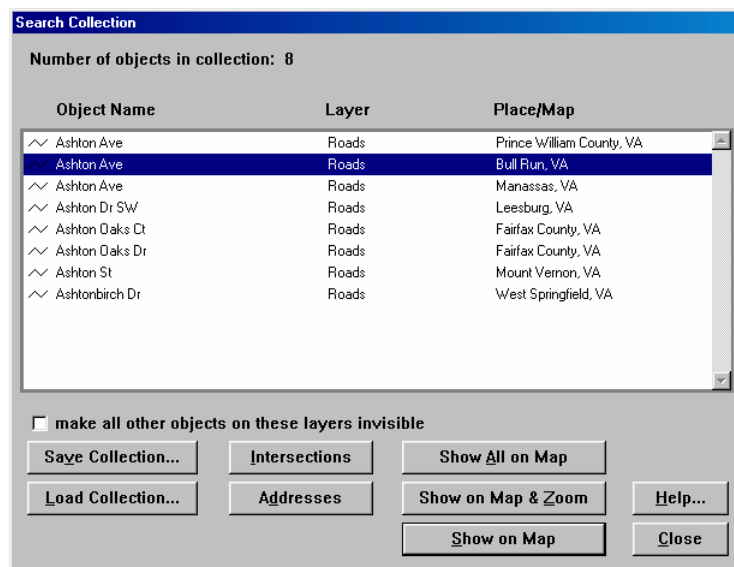 Search Collection
Number of objects in collection: 8
Object Name Layer Place/Map
Ashton Ave Roads Prince William County, VA
Ashton Ave Roads Bull Run, VA
Ashton Ave Roads Manassas, VA
Ashton Dr SW Roads Leesburg, VA
Ashton Oaks Ct Roads Fairfax County, VA
Ashton Oaks Dr Roads Fairfax County, VA
Ashton St Roads Mount Vernon, VA
Ashtonbirch Dr Roads West Springfield, VA
make all other objects on these layers invisible
Save Collection... Intersections Show All on Map
Load Collection... Addresses Show on Map & Zoom Help...
Show on Map Close